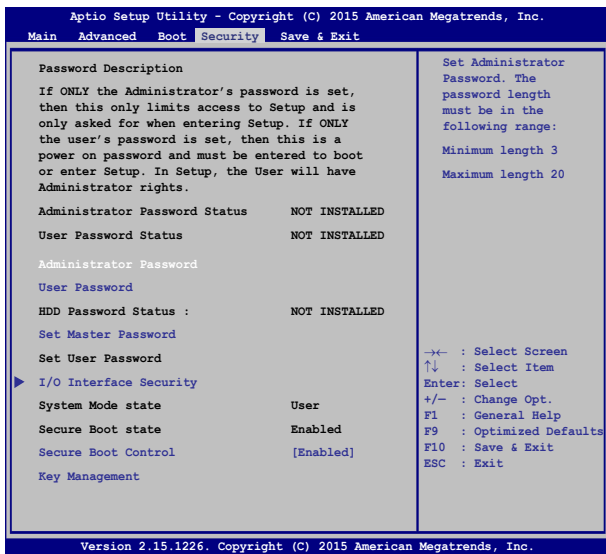 Aptio Setup Utility - Copyright (C) 2015 American Megatrends, Inc.
Main Advanced Boot Security Save & Exit
Password Description
If ONLY the Administrator's password is set,
then this only limits access to Setup and is
only asked for when entering Setup. If ONLY
the user's password is set, then this is a
power on password and must be entered to boot
or enter Setup. In Setup, the User will have
Administrator rights.
Administrator Password Status NOT INSTALLED
User Password Status NOT INSTALLED
Administrator Password
User Password
HDD Password Status : NOT INSTALLED
Set Master Password
Set User Password
I/O Interface Security
System Mode state User
Secure Boot state Enabled
Secure Boot Control [Enabled]
Key Management
Set Administrator
Password. The
password length
must be in the
following range:
Minimum length 3
Maximum length 20
→← : Select Screen
↑↓ : Select Item
Enter: Select
+/— : Change Opt.
F1 : General Help
F9 : Optimized Defaults
F10 : Save & Exit
ESC : Exit
Version 2.15.1226. Copyright (C) 2015 American Megatrends, Inc.